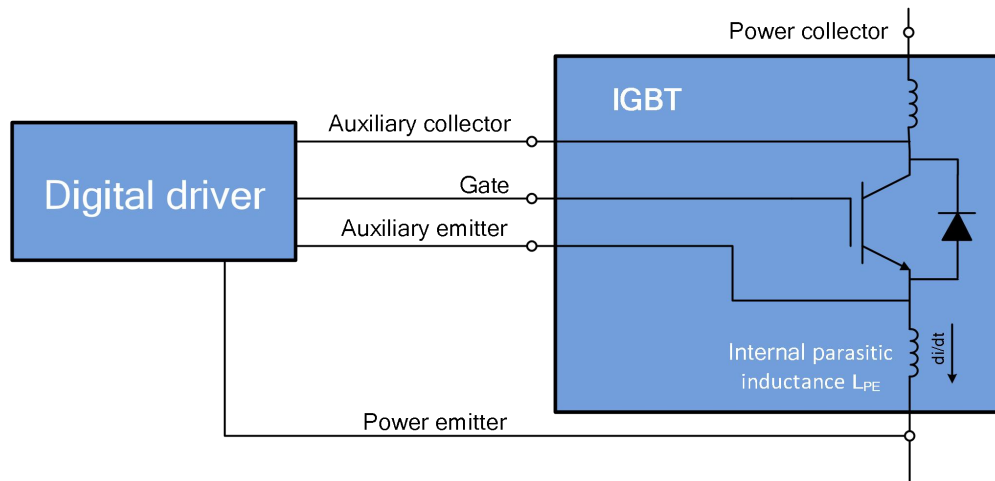 Power collector
IGBT
Auxiliary collector
Digital driver
Gate
Auxiliary emitter
Internal parasitic
inductance LPE
di/dt
Power emitter